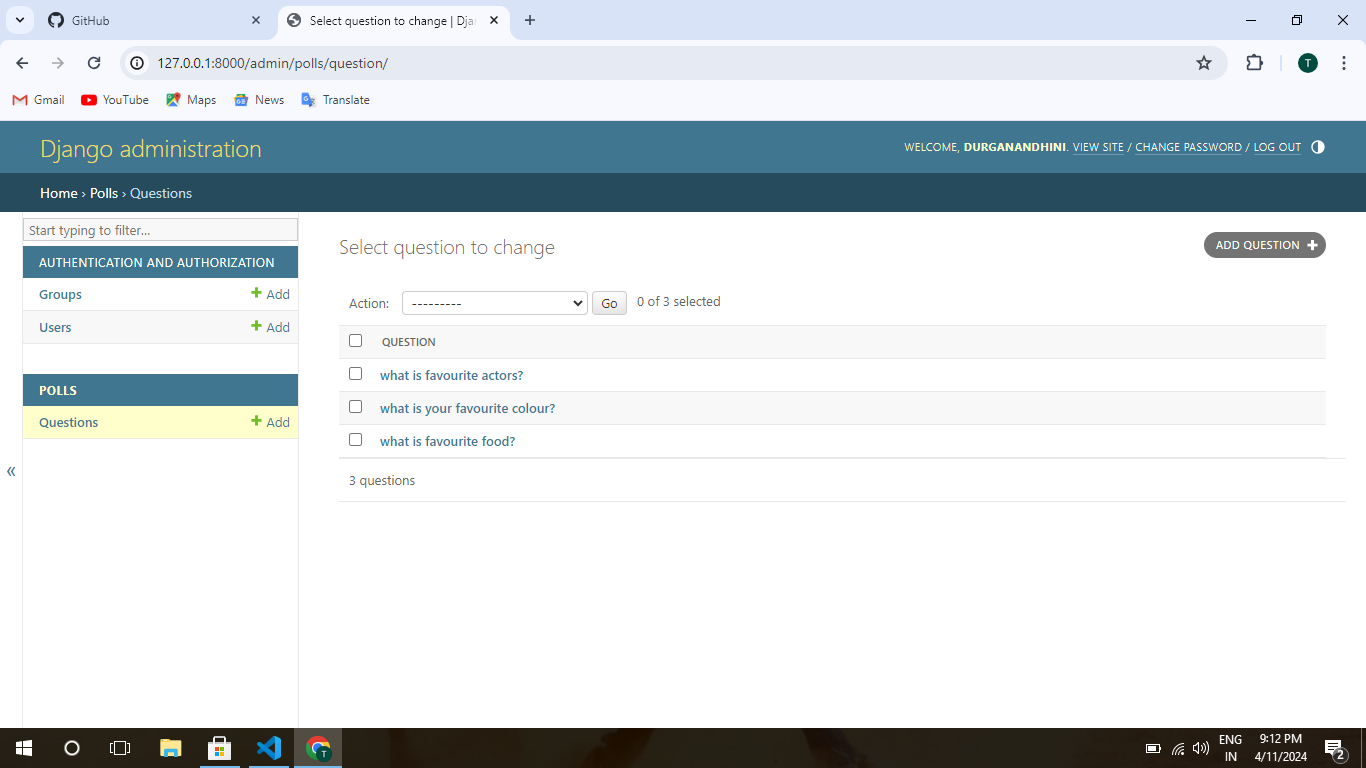 GitHub
Select question to change | Dja
127.0.0.1:8000/admin/polls/question/
T
Gmail
YouTube
Maps
News
Translate
Django administration
WELCOME, DURGANANDHINI. VIEW SITE / CHANGE PASSWORD / LOG OUT
Home › Polls › Questions
Start typing to filter...
AUTHENTICATION AND AUTHORIZATION
Groups
+ Add
Users
+ Add
POLLS
Questions
+ Add
«
Select question to change
ADD QUESTION +
Action:
---------
Go
0 of 3 selected
QUESTION
what is favourite actors?
what is your favourite colour?
what is favourite food?
3 questions
T
ENG
IN
9:12 PM
4/11/2024
2